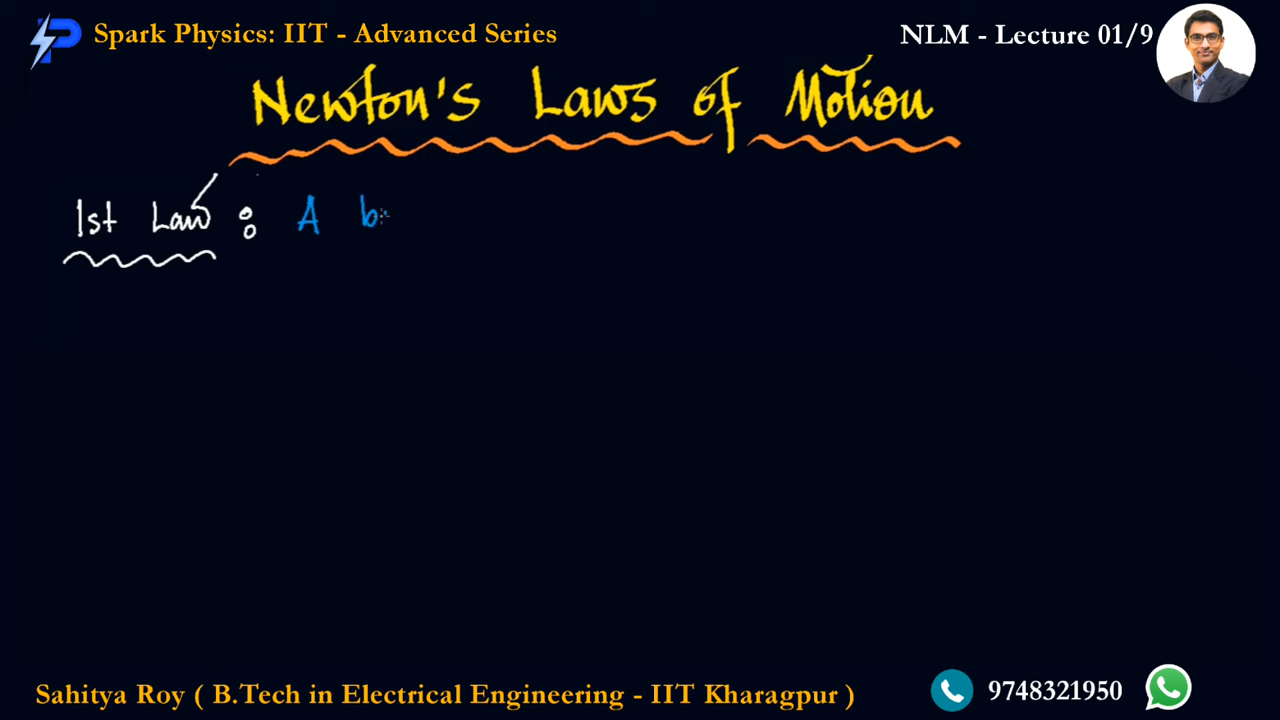 Spark Physics: IIT - Advanced Series
NLM - Lecture 01/9
Newton's Laws of Motion
1st Law : A b
Sahitya Roy ( B.Tech in Electrical Engineering - IIT Kharagpur )
9748321950